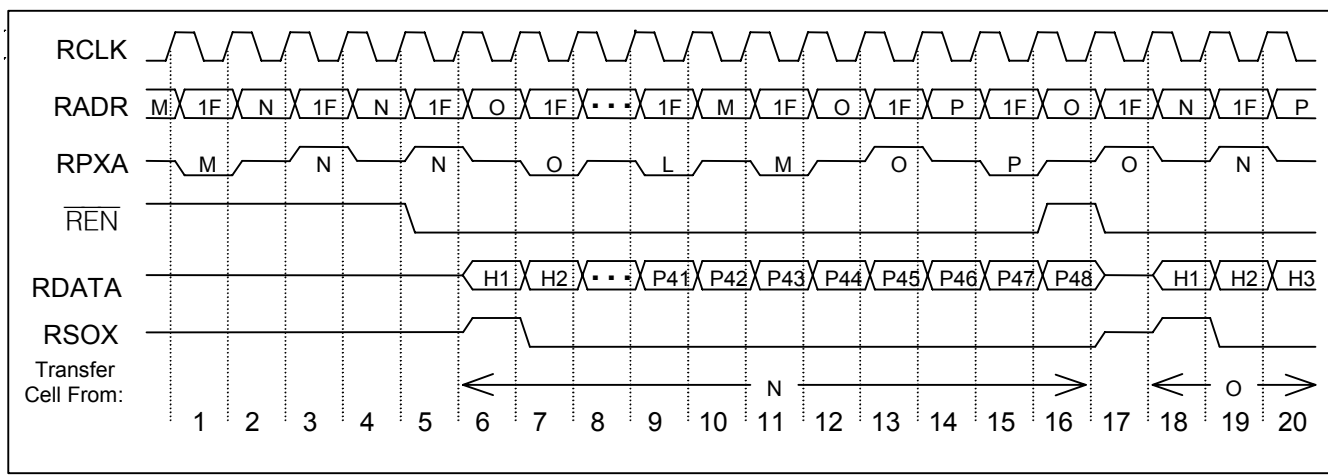 RCLK
RADR M 1F N 1F N 1F O 1F ··· 1F M 1F O 1F P 1F O 1F N 1F P
RPXA M N N O L M O P O N
REN
RDATA H1 H2 ··· P41 P42 P43 P44 P45 P46 P47 P48 H1 H2 H3
RSOX
Transfer
Cell From: N O
1 2 3 4 5 6 7 8 9 10 11 12 13 14 15 16 17 18 19 20